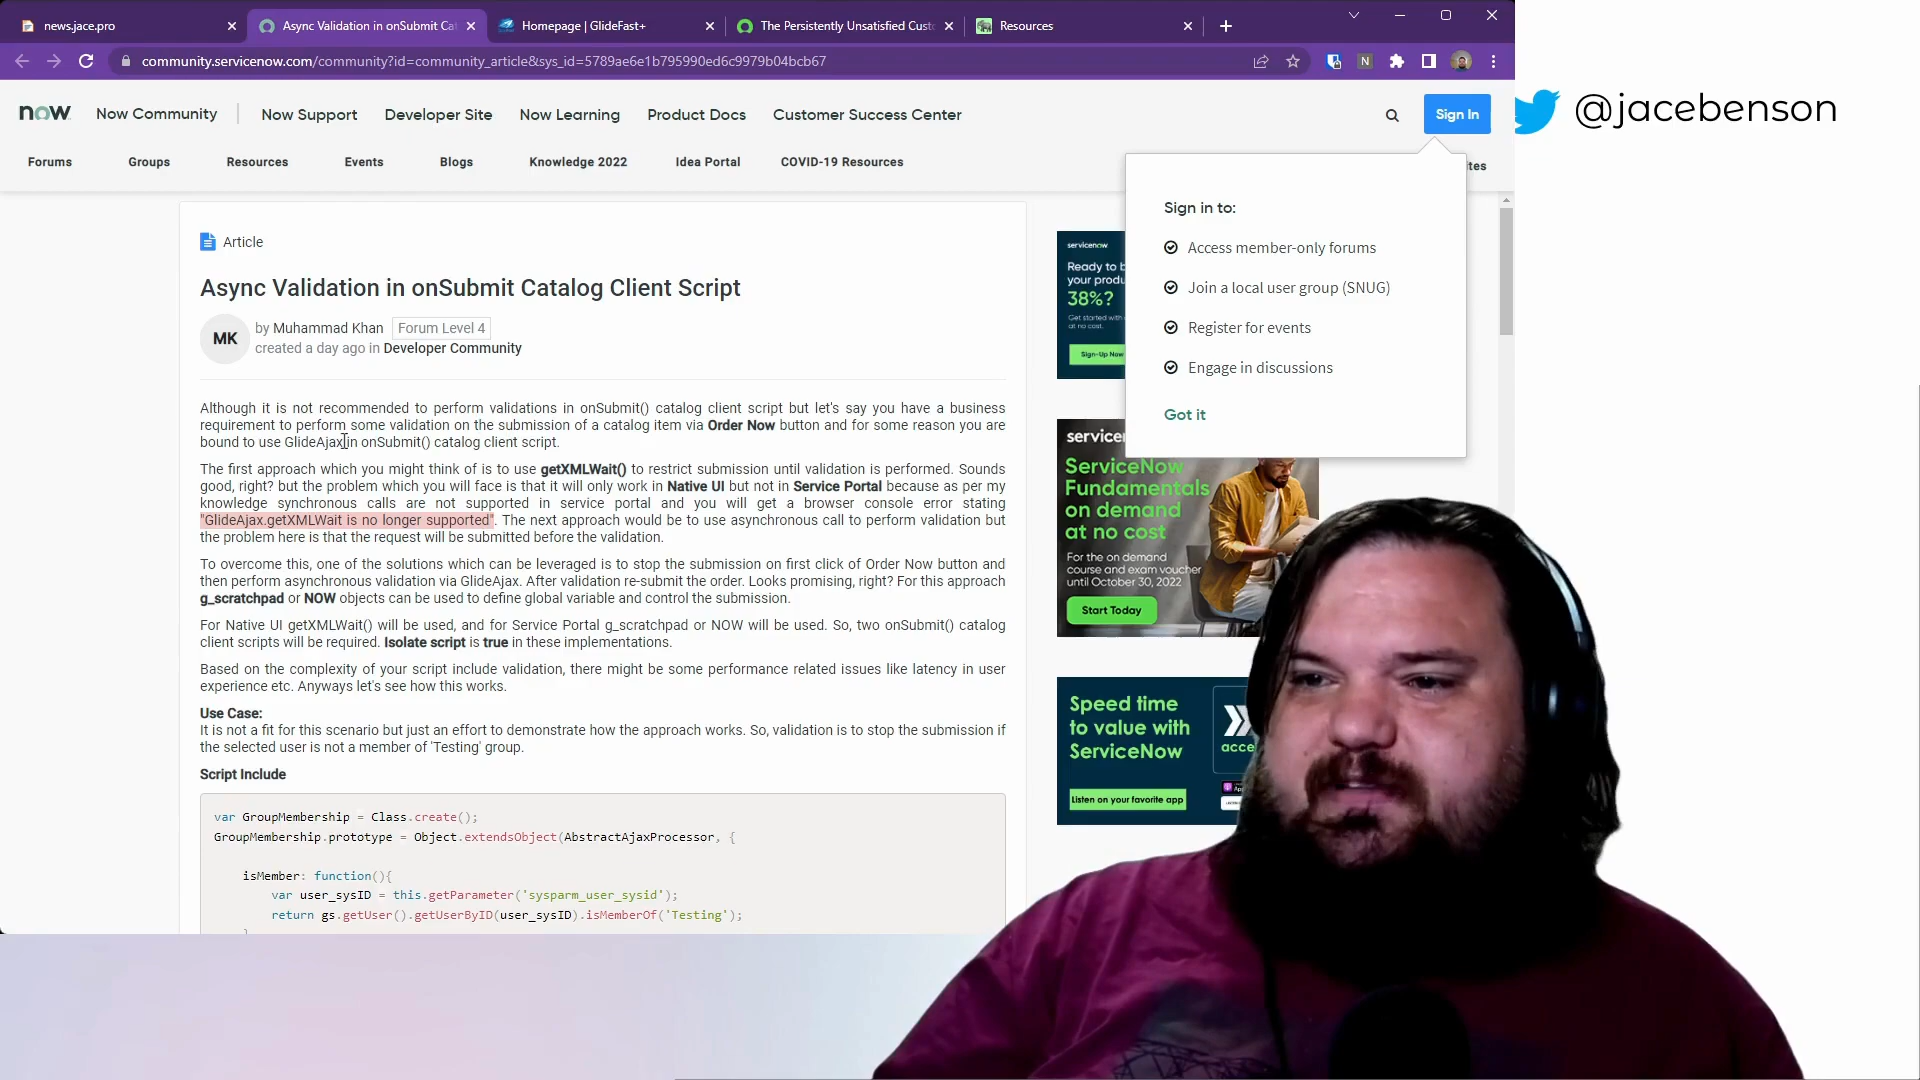 news.jace.pro
Async Validation in onSubmit Cat
Homepage | GlideFast+
The Persistently Unsatisfied Cust
Resources
community.servicenow.com/community?id=community_article&sys_id=5789ae6e1b795990ed6c9979b04bcb67
N
now
Now Community
Now Support
Developer Site
Now Learning
Product Docs
Customer Success Center
Sign In
@jacebenson
Forums
Groups
Resources
Events
Blogs
Knowledge 2022
Idea Portal
COVID-19 Resources
ites
Sign in to:
Access member-only forums
Join a local user group (SNUG)
Register for events
Engage in discussions
Got it
Article
Async Validation in onSubmit Catalog Client Script
MK
by Muhammad Khan Forum Level 4
created a day ago in Developer Community
Although it is not recommended to perform validations in onSubmit() catalog client script but let's say you have a business
requirement to perform some validation on the submission of a catalog item via Order Now button and for some reason you are
bound to use GlideAjax in onSubmit() catalog client script.
The first approach which you might think of is to use getXMLWait() to restrict submission until validation is performed. Sounds
good, right? but the problem which you will face is that it will only work in Native UI but not in Service Portal because as per my
knowledge synchronous calls are not supported in service portal and you will get a browser console error stating
"GlideAjax.getXMLWait is no longer supported". The next approach would be to use asynchronous call to perform validation but
the problem here is that the request will be submitted before the validation.
To overcome this, one of the solutions which can be leveraged is to stop the submission on first click of Order Now button and
then perform asynchronous validation via GlideAjax. After validation re-submit the order. Looks promising, right? For this approach
g_scratchpad or NOW objects can be used to define global variable and control the submission.
For Native UI getXMLWait() will be used, and for Service Portal g_scratchpad or NOW will be used. So, two onSubmit() catalog
client scripts will be required. Isolate script is true in these implementations.
Based on the complexity of your script include validation, there might be some performance related issues like latency in user
experience etc. Anyways let's see how this works.
Use Case:
It is not a fit for this scenario but just an effort to demonstrate how the approach works. So, validation is to stop the submission if
the selected user is not a member of 'Testing' group.
Script Include
var GroupMembership = Class.create();
GroupMembership.prototype = Object.extendsObject(AbstractAjaxProcessor, {
isMember: function(){
var user_sysID = this.getParameter('sysparm_user_sysid');
return gs.getUser().getUserByID(user_sysID).isMemberOf('Testing');
servicenow
Ready to b
your produ
38%?
Get started with
at no cost.
Sign-Up Now
servicen
ServiceNow
Fundamentals
on demand
at no cost
For the on demand
course and exam voucher
until October 30, 2022
Start Today
Speed time
to value with
ServiceNow
acce
Listen on your favorite app